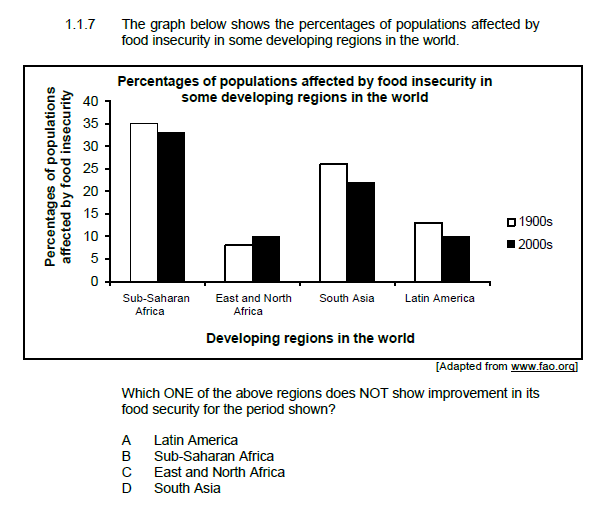 1.1.7 The graph below shows the percentages of populations affected by
food insecurity in some developing regions in the world.
Percentages of populations affected by food insecurity in
some developing regions in the world
Percentages of populations
affected by food insecurity
40
35
30
25
20
15
10
5
0
Sub-Saharan
Africa
East and North
Africa
South Asia
Latin America
1900s
2000s
Developing regions in the world
[Adapted from www.fao.org]
Which ONE of the above regions does NOT show improvement in its
food security for the period shown?
A Latin America
B Sub-Saharan Africa
C East and North Africa
D South Asia